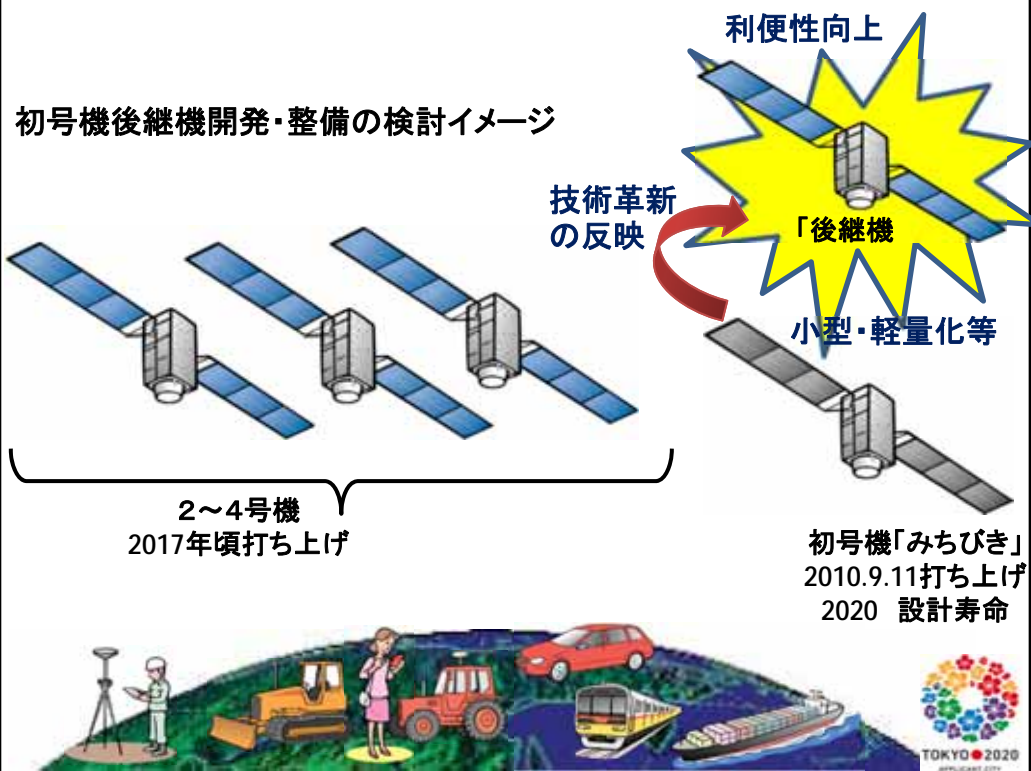 利便性向上
初号機後継機開発・整備の検討イメージ
技術革新
の反映
「後継機
小型・軽量化等
2～4号機
2017年頃打ち上げ
初号機「みちびき」
2010.9.11打ち上げ
2020 設計寿命
TOKYO 2020
APPLICANT CITY